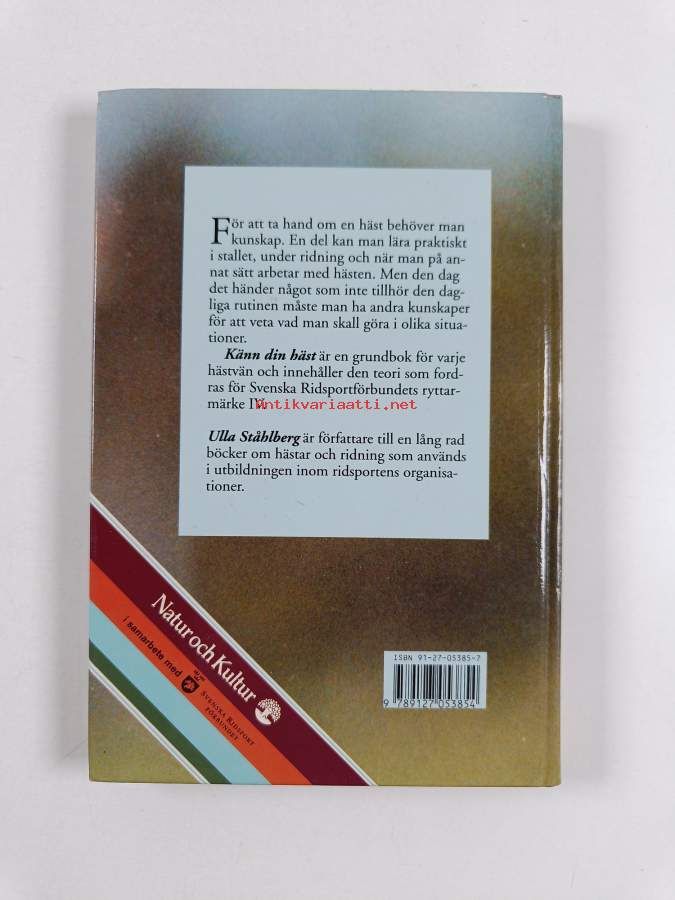 För att ta hand om en häst behöver man
kunskap. En del kan man lära praktiskt
i stallet, under ridning och när man på an-
nat sätt arbetar med hästen. Men den dag
det händer något som inte tillhör den dag-
liga rutinen måste man ha andra kunskaper
för att veta vad man skall göra i olika situa-
tioner.
Känn din häst är en grundbok för varje
hästvän och innehåller den teori som ford-
ras för Svenska Ridsportförbundets ryttar-
märke IV.
antikvariaatti.net
Ulla Ståhlberg är författare till en lång rad
böcker om hästar och ridning som används
i utbildningen inom ridsportens organisa-
tioner.
Natur och Kultur
i samarbete med
SVENSKA RIDSPORT
FÖRBUNDET
ISBN 91-27-05385-7
9 789127 053854